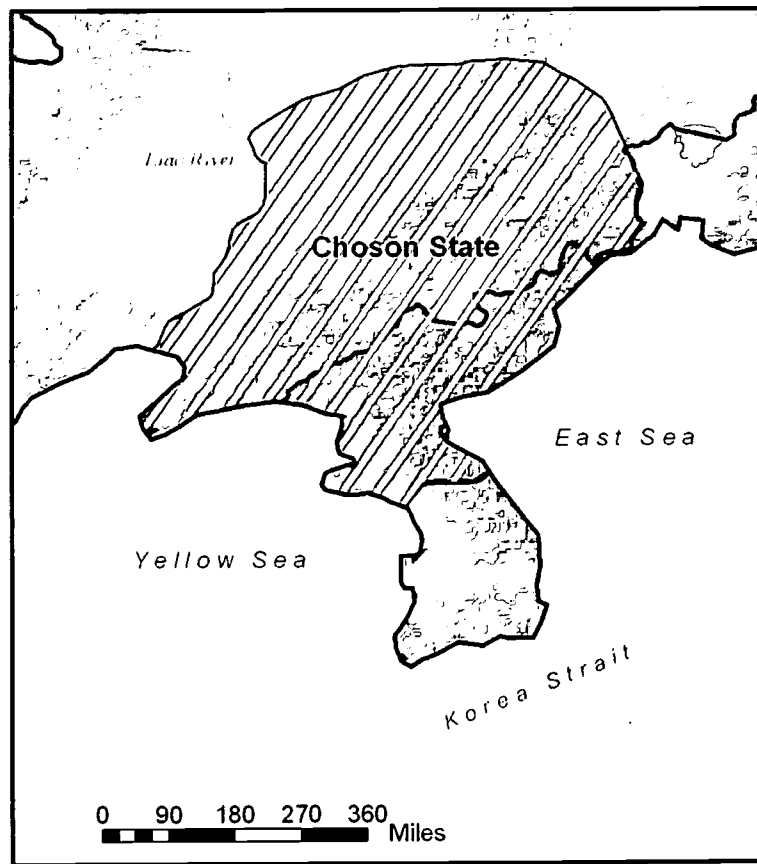 Liao River
Choson State
East Sea
Yellow Sea
Korea Strait
0 90 180 270 360
Miles